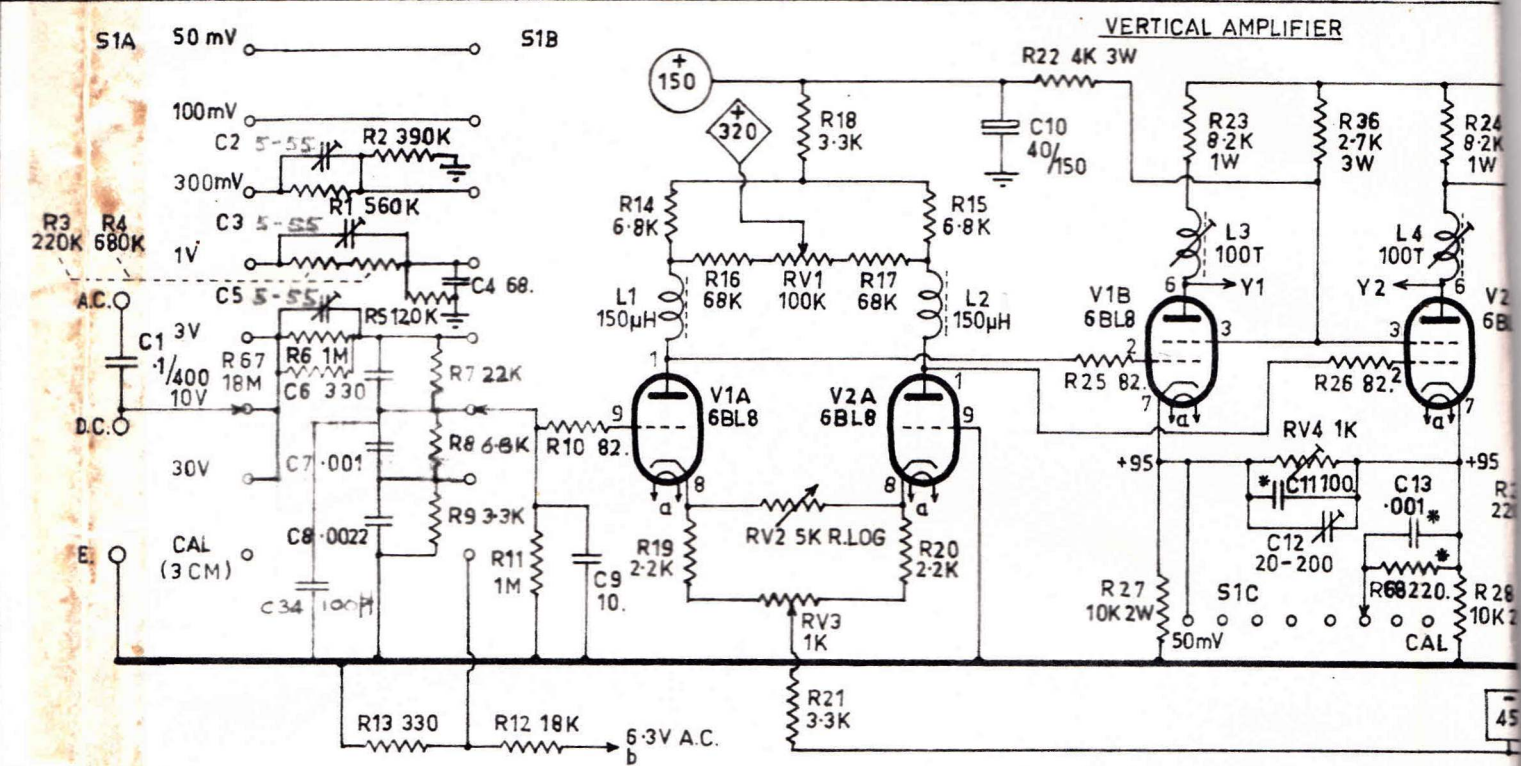 VERTICAL AMPLIFIER
S1A
50 mV
S1B
+
150
R22 4K 3W
100mV
C2 5-55
R2 390K
+
320
R18
3.3K
C10
40/150
R23
8.2K
1W
R36
2.7K
3W
R24
8.2K
1W
300mV
R1 560K
R3
220K
R4
680K
C3 5-55
R14
6.8K
R15
6.8K
1V
L3
100T
L4
100T
C4 68.
R16
68K
RV1
100K
R17
68K
A.C.
C5 5-55
R5 120K
L1
150µH
L2
150µH
6
Y1
Y2
6
V1B
6BL8
3V
C1
.1/400
R67
18M
R6 1M
C6 330
10V
R7 22K
1
V1A
6BL8
V2A
6BL8
1
2
3
3
2
R25 82.
R26 82.
D.C.
9
9
7
7
a
a
R10 82.
R8 6.8K
RV4 1K
30V
C7 .001
+95
+95
8
8
a
a
*
C11 100.
C13
.001
*
R9 3.3K
RV2 5K R.LOG
E.
CAL
(3 CM)
C8 .0022
R11
1M
C9
10.
R19
2.2K
R20
2.2K
C12
20-200
*
R68 220.
C34
R27
10K 2W
S1C
R28
10K
50mV
CAL
RV3
1K
R13 330
R12 18K
6.3V A.C.
b
R21
3.3K
45